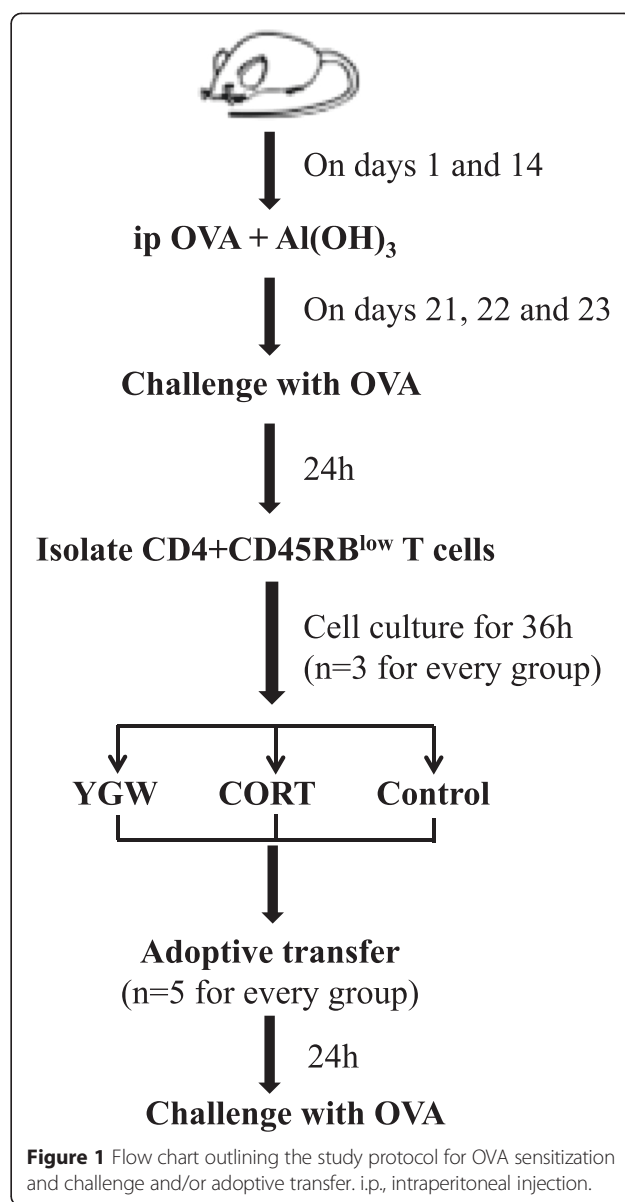 On days 1 and 14
ip OVA + Al(OH)₃
On days 21, 22 and 23
Challenge with OVA
24h
Isolate CD4+CD45RBˡᵒʷ T cells
Cell culture for 36h
(n=3 for every group)
YGW CORT Control
Adoptive transfer
(n=5 for every group)
24h
Challenge with OVA
Figure 1 Flow chart outlining the study protocol for OVA sensitization
and challenge and/or adoptive transfer. i.p., intraperitoneal injection.